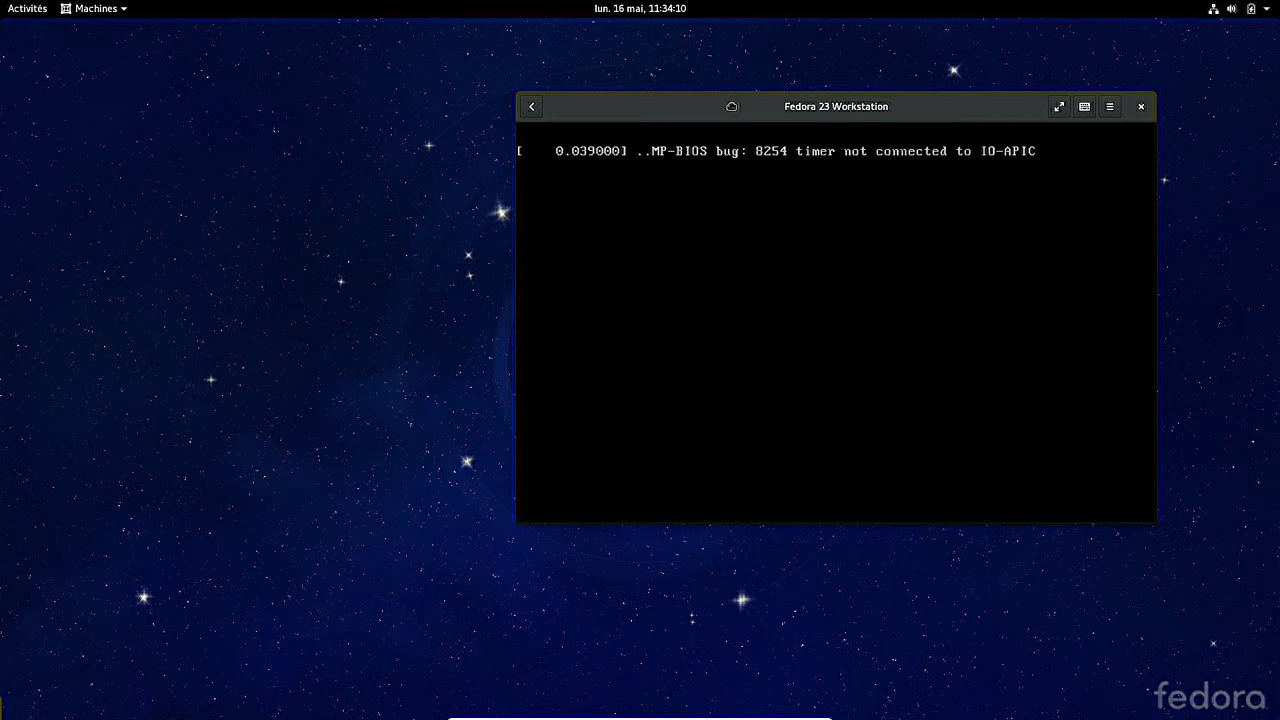 Activités Machines lun. 16 mai, 11:34:10
Fedora 23 Workstation
[    0.039000] ..MP-BIOS bug: 8254 timer not connected to IO-APIC
fedora